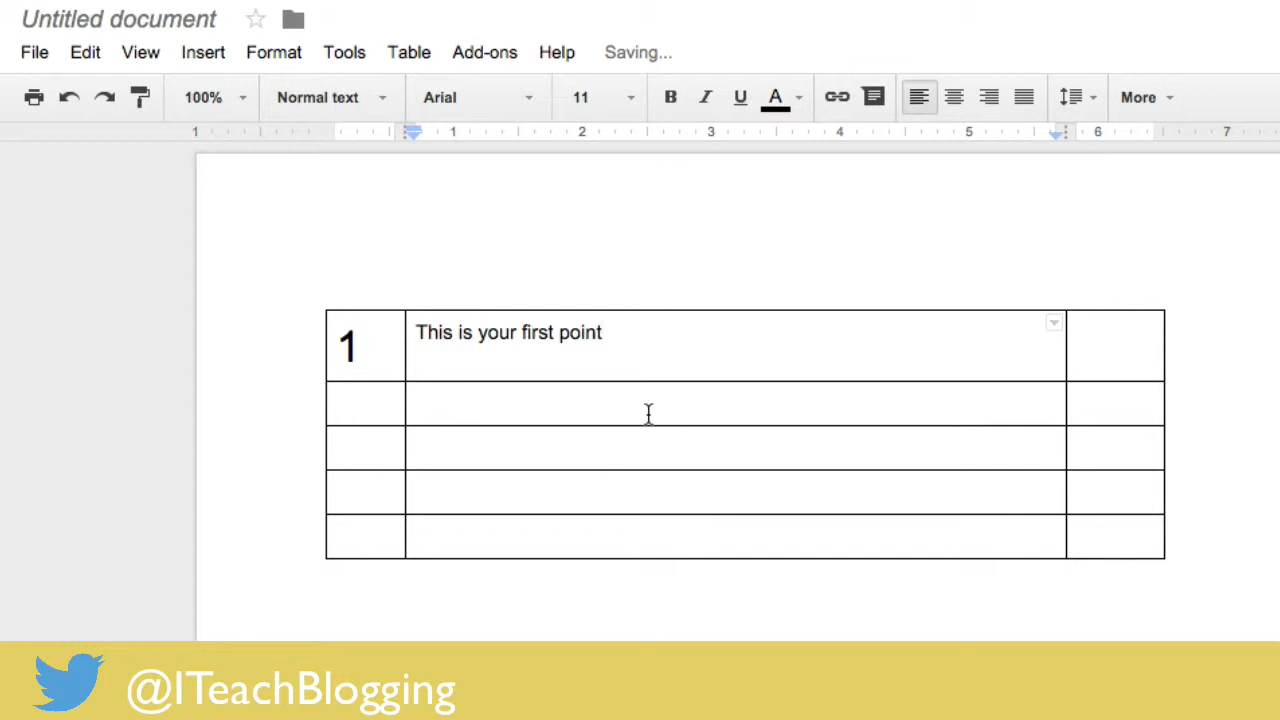 Untitled document
File Edit View Insert Format Tools Table Add-ons Help Saving...
100% Normal text Arial 11 B I U A More
1 1 2 3 4 5 6 7
1 This is your first point
@ITeachBlogging